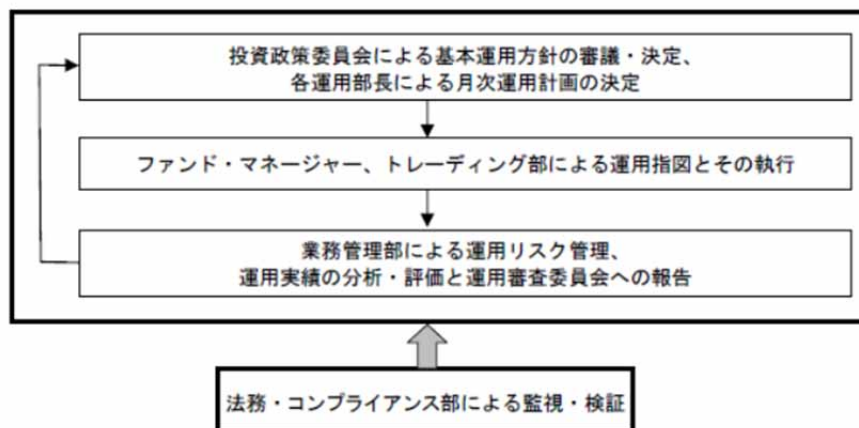 投資政策委員会による基本運用方針の審議・決定、
各運用部長による月次運用計画の決定
ファンド・マネージャー、トレーディング部による運用指図とその執行
業務管理部による運用リスク管理、
運用実績の分析・評価と運用審査委員会への報告
法務・コンプライアンス部による監視・検証